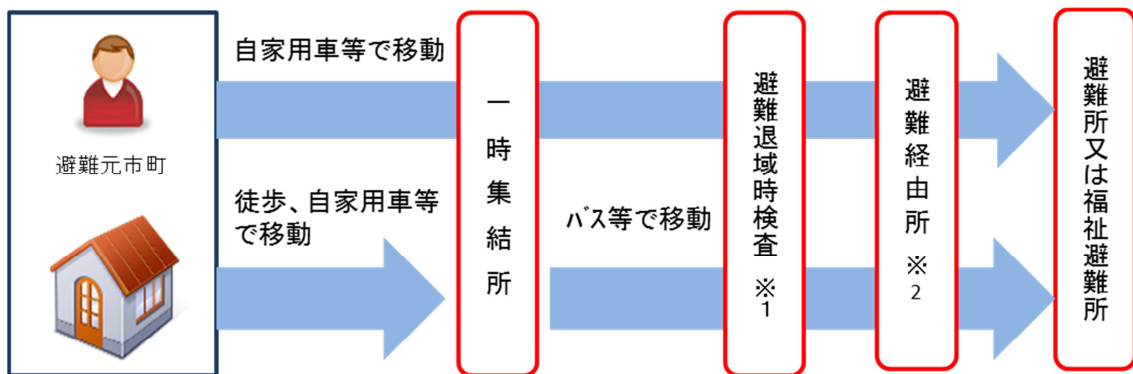 自家用車等で移動
避難元市町
徒歩、自家用車等
で移動
一時集結所
バス等で移動
避難退域時検査 ※1
避難経由所 ※2
避難所又は福祉避難所